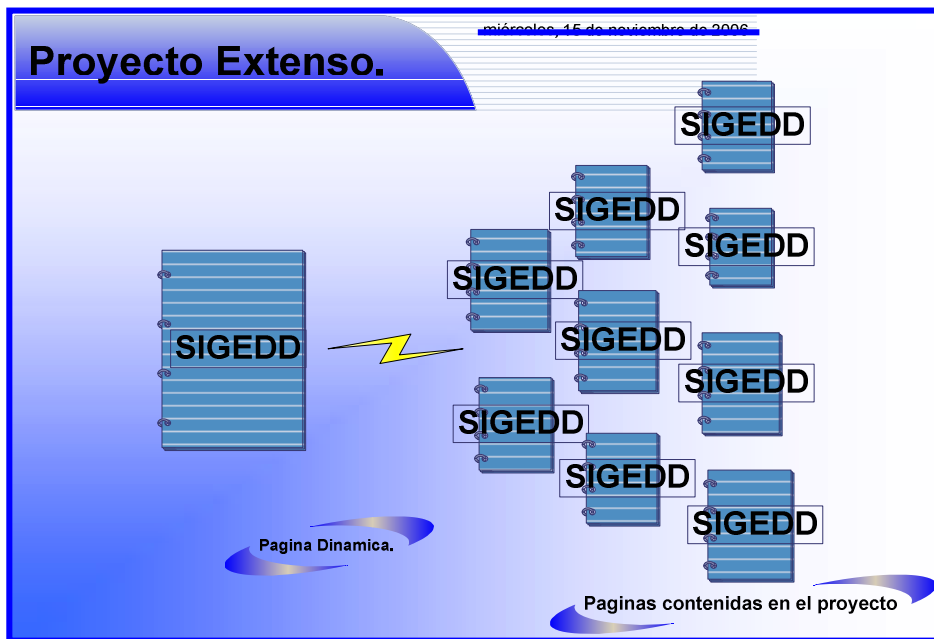 miércoles, 15 de noviembre de 2006
Proyecto Extenso.
SIGEDD
SIGEDD
SIGEDD
SIGEDD
SIGEDD
SIGEDD
SIGEDD
SIGEDD
SIGEDD
SIGEDD
Pagina Dinamica.
Paginas contenidas en el proyecto